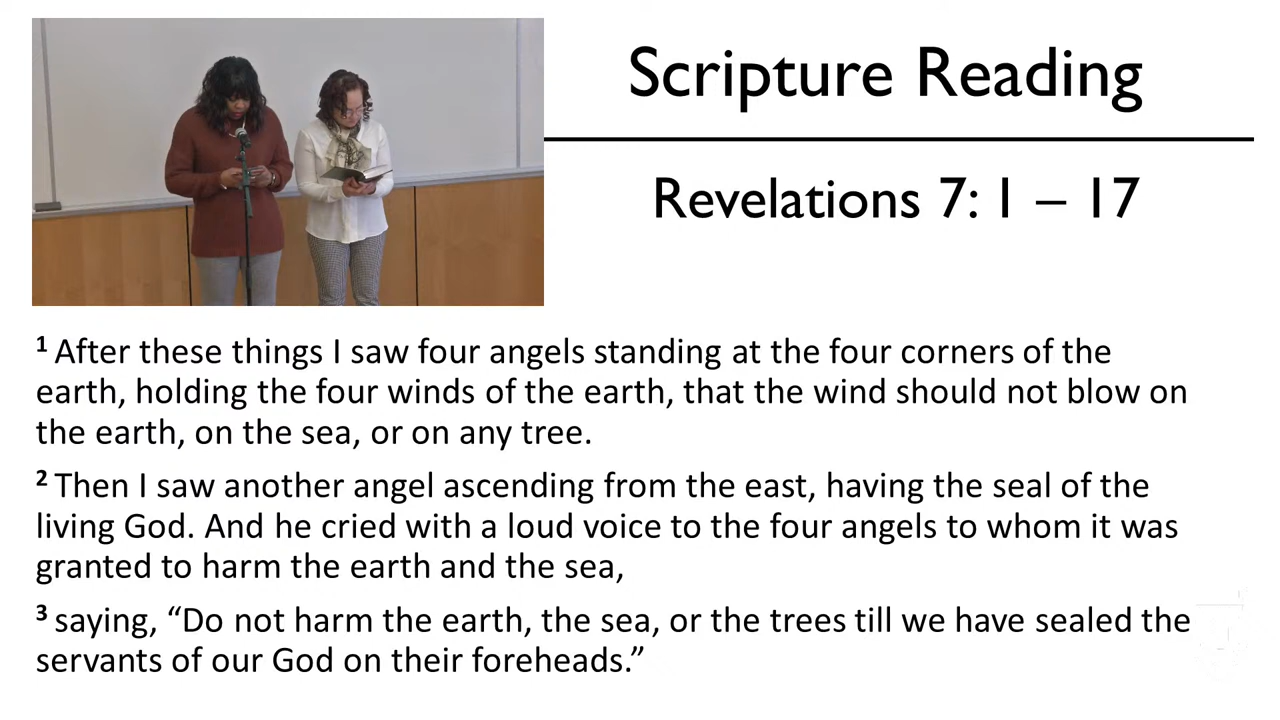 Scripture Reading
Revelations 7: 1 – 17
1 After these things I saw four angels standing at the four corners of the
earth, holding the four winds of the earth, that the wind should not blow on
the earth, on the sea, or on any tree.
2 Then I saw another angel ascending from the east, having the seal of the
living God. And he cried with a loud voice to the four angels to whom it was
granted to harm the earth and the sea,
3 saying, “Do not harm the earth, the sea, or the trees till we have sealed the
servants of our God on their foreheads.”